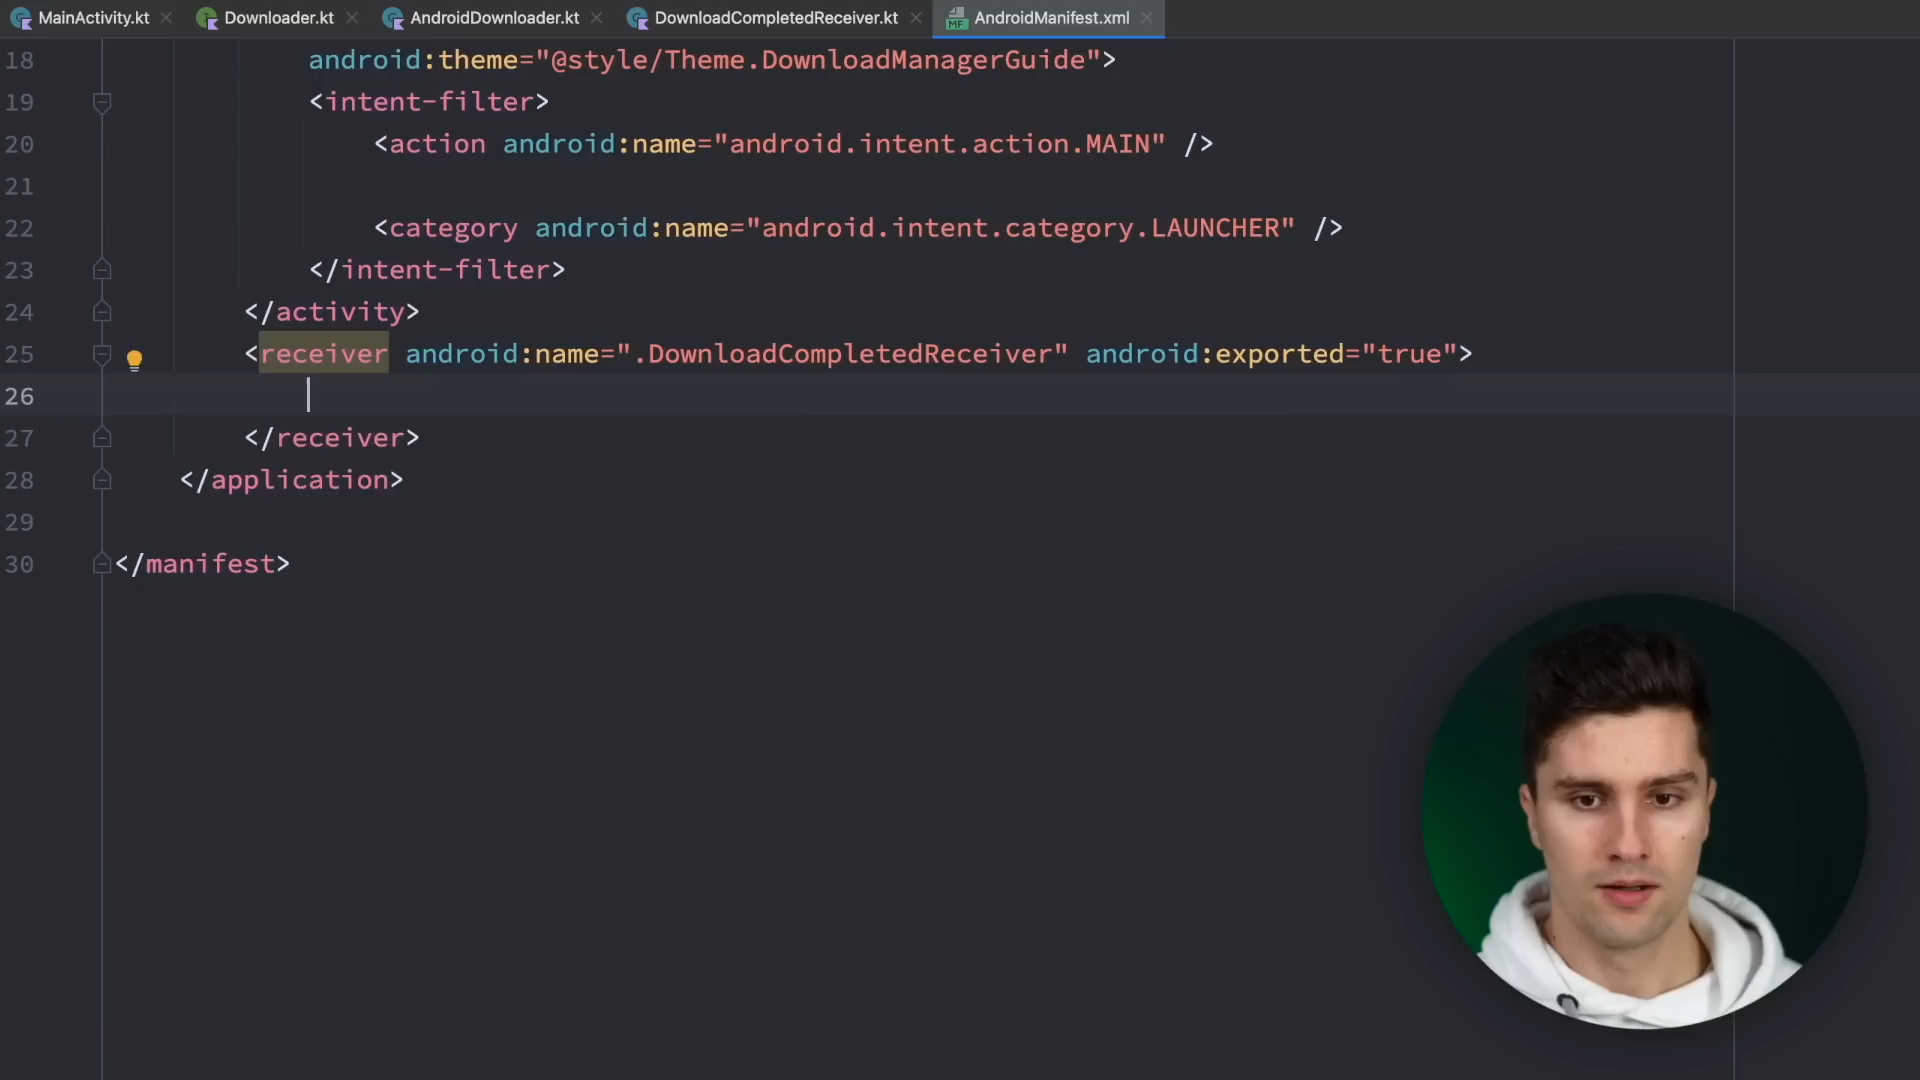 MainActivity.kt Downloader.kt AndroidDownloader.kt DownloadCompletedReceiver.kt AndroidManifest.xml
18 android:theme="@style/Theme.DownloadManagerGuide">
19 <intent-filter>
20 <action android:name="android.intent.action.MAIN" />
21
22 <category android:name="android.intent.category.LAUNCHER" />
23 </intent-filter>
24 </activity>
25 <receiver android:name=".DownloadCompletedReceiver" android:exported="true">
26
27 </receiver>
28 </application>
29
30 </manifest>